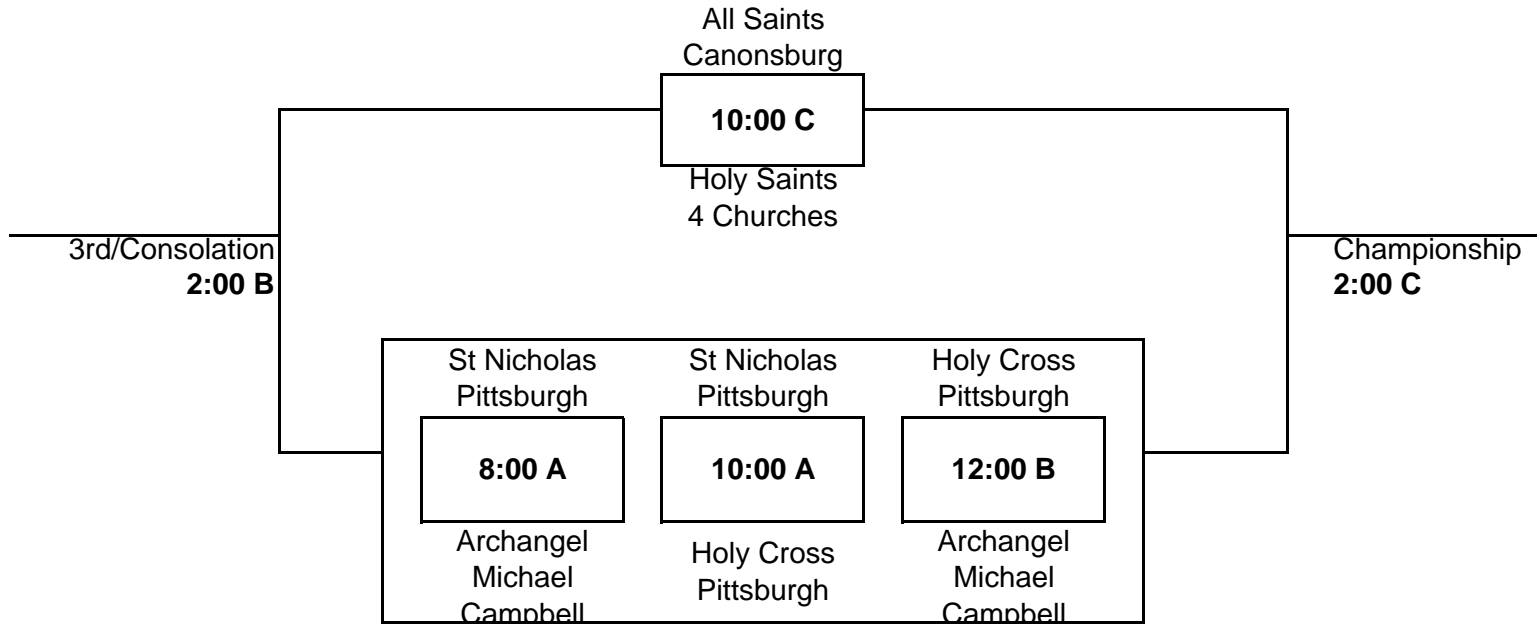 All Saints
Canonsburg
10:00 C
Holy Saints
4 Churches
3rd/Consolation
2:00 B
Championship
2:00 C
St Nicholas
Pittsburgh
8:00 A
Archangel
Michael
Campbell
St Nicholas
Pittsburgh
10:00 A
Holy Cross
Pittsburgh
Holy Cross
Pittsburgh
12:00 B
Archangel
Michael
Campbell